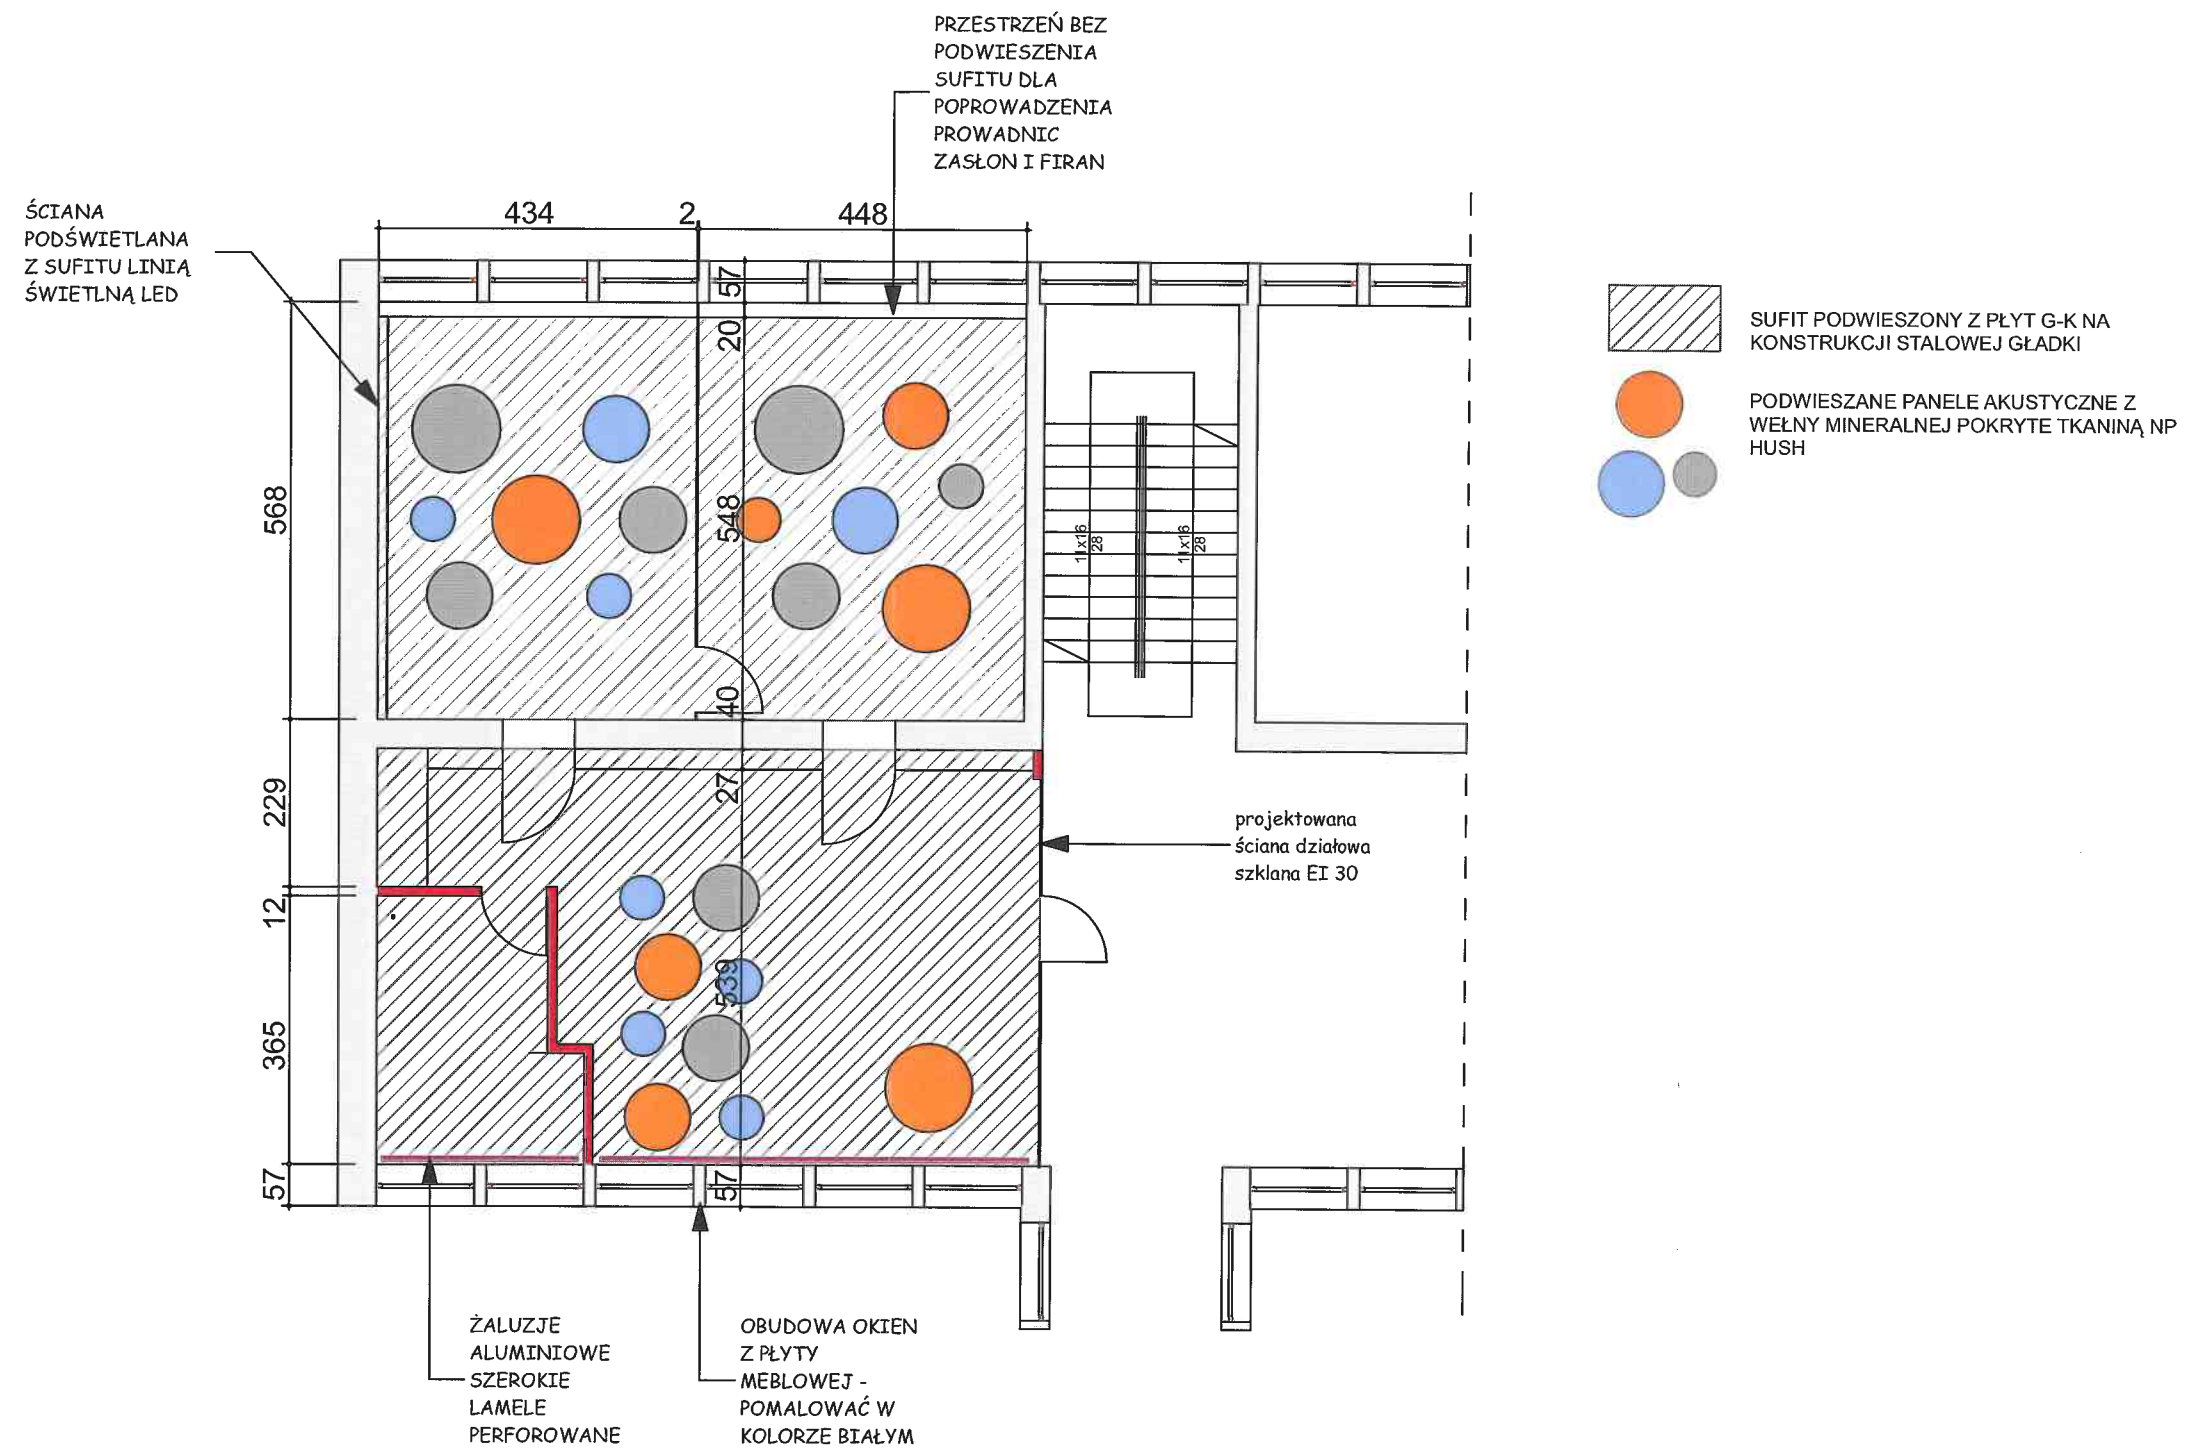 PRZESTRZEŃ BEZ
PODWIESZENIA
SUFITU DLA
POPROWADZENIA
PROWADNIC
ZASŁON I FIRAN
ŚCIANA
PODŚWIETLANA
Z SUFITU LINIĄ
ŚWIETLNĄ LED
434
2
448
57
20
548
40
27
539
57
568
229
12
365
57
11x16
28
11x16
28
SUFIT PODWIESZONY Z PŁYT G-K NA
KONSTRUKCJI STALOWEJ GŁADKI
PODWIESZANE PANELE AKUSTYCZNE Z
WEŁNY MINERALNEJ POKRYTE TKANINĄ NP
HUSH
projektowana
ściana działowa
szklana EI 30
ŻALUZJE
ALUMINIOWE
SZEROKIE
LAMELE
PERFOROWANE
OBUDOWA OKIEN
Z PŁYTY
MEBLOWEJ -
POMALOWAĆ W
KOLORZE BIAŁYM